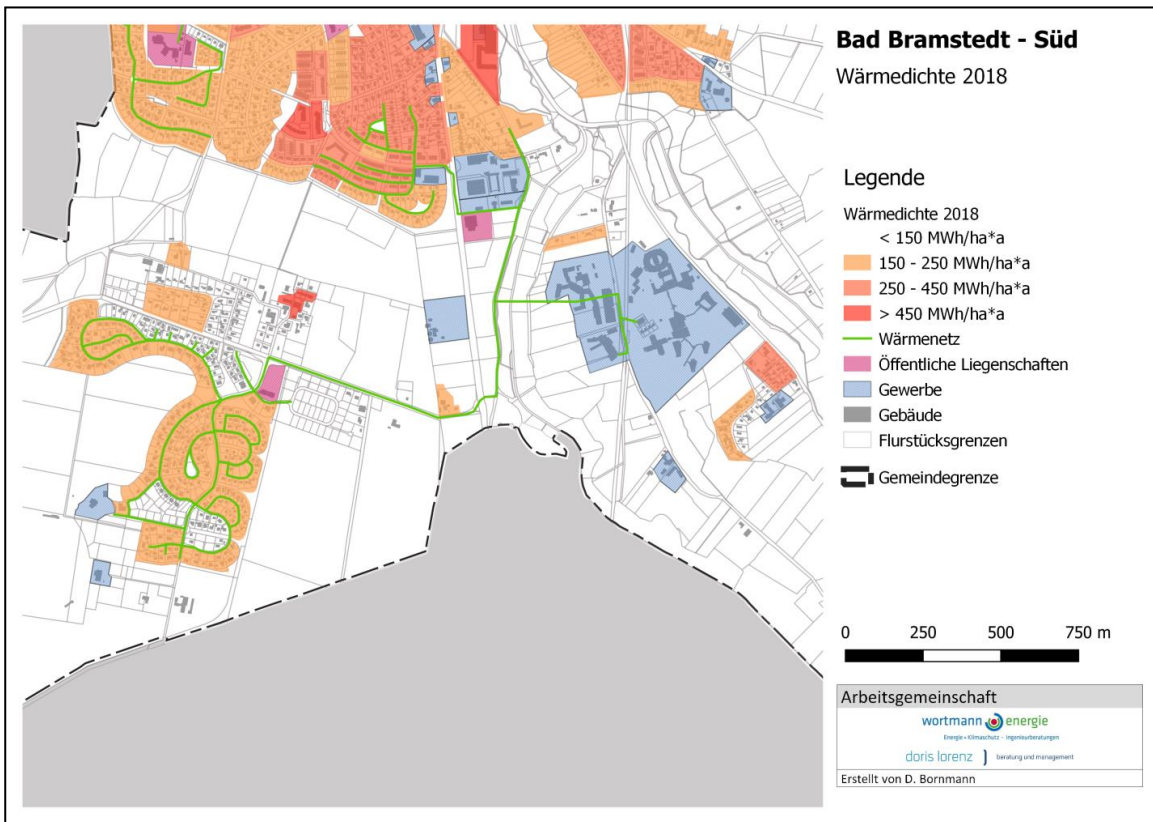 Bad Bramstedt - Süd
Wärmedichte 2018
Legende
Wärmedichte 2018
< 150 MWh/ha*a
150 - 250 MWh/ha*a
250 - 450 MWh/ha*a
> 450 MWh/ha*a
Wärmenetz
Öffentliche Liegenschaften
Gewerbe
Gebäude
Flurstücksgrenzen
Gemeindegrenze
0 250 500 750 m
Arbeitsgemeinschaft
wortmann energie
Energie + Klimaschutz – Ingenieurberatungen
doris lorenz beratung und management
Erstellt von D. Bornmann